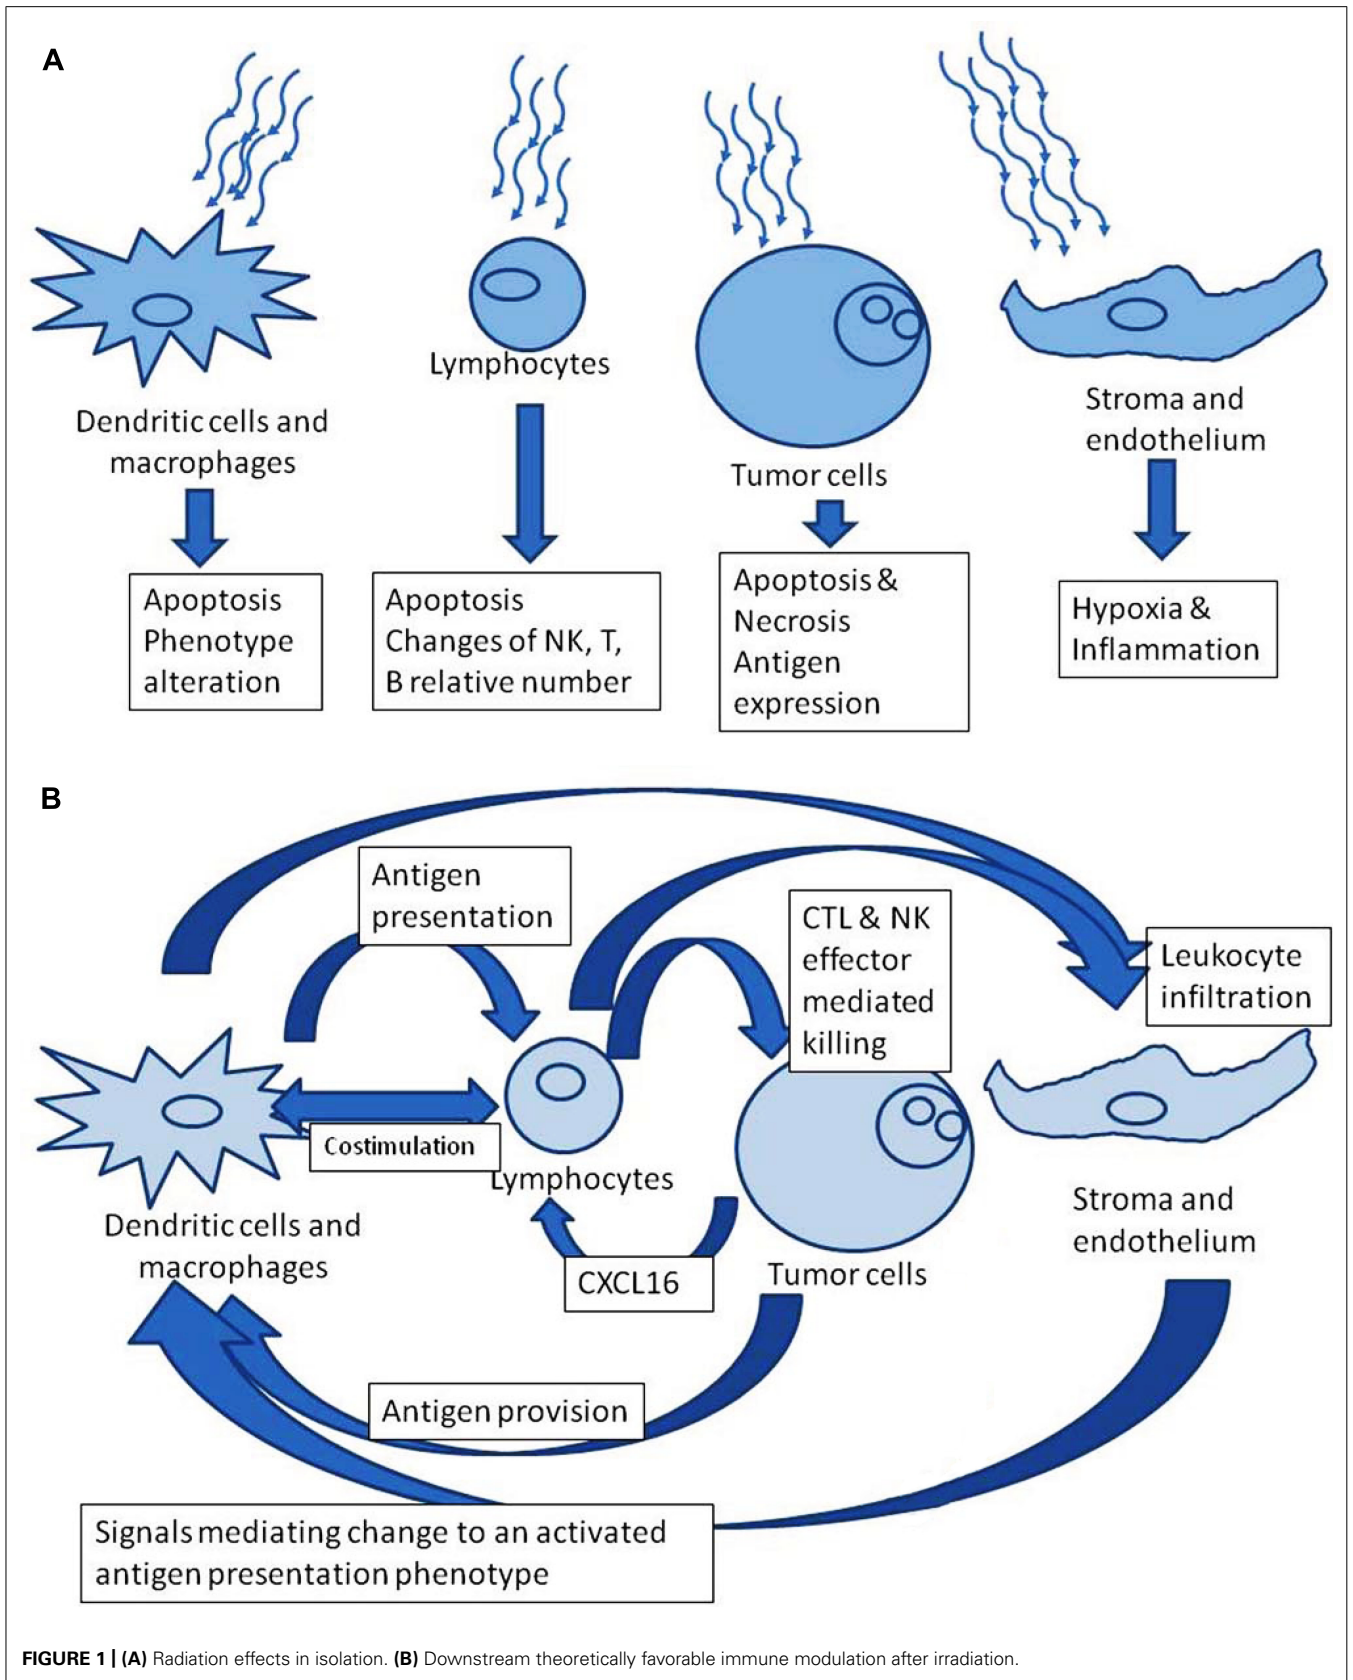 A
Lymphocytes
Dendritic cells and
macrophages
Stroma and
endothelium
Tumor cells
Apoptosis
Phenotype
alteration
Apoptosis
Changes of NK, T,
B relative number
Apoptosis &
Necrosis
Antigen
expression
Hypoxia &
Inflammation
B
Antigen
presentation
CTL & NK
effector
mediated
killing
Leukocyte
infiltration
Costimulation
Lymphocytes
Dendritic cells and
macrophages
CXCL16
Tumor cells
Stroma and
endothelium
Antigen provision
Signals mediating change to an activated
antigen presentation phenotype
FIGURE 1 | (A) Radiation effects in isolation. (B) Downstream theoretically favorable immune modulation after irradiation.